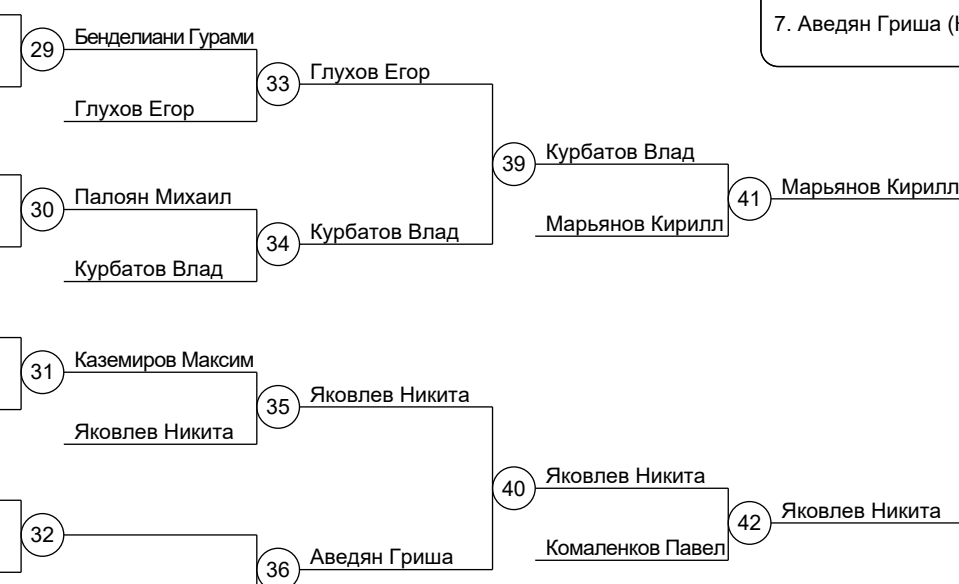 7. Аведян Гриша (
29 Бенделиани Гурами
Глухов Егор
33 Глухов Егор
39 Курбатов Влад
30 Палоян Михаил
Курбатов Влад
34 Курбатов Влад
Марьянов Кирилл
41 Марьянов Кирилл
31 Каземиров Максим
Яковлев Никита
35 Яковлев Никита
40 Яковлев Никита
32
36 Аведян Гриша
Комаленков Павел
42 Яковлев Никита